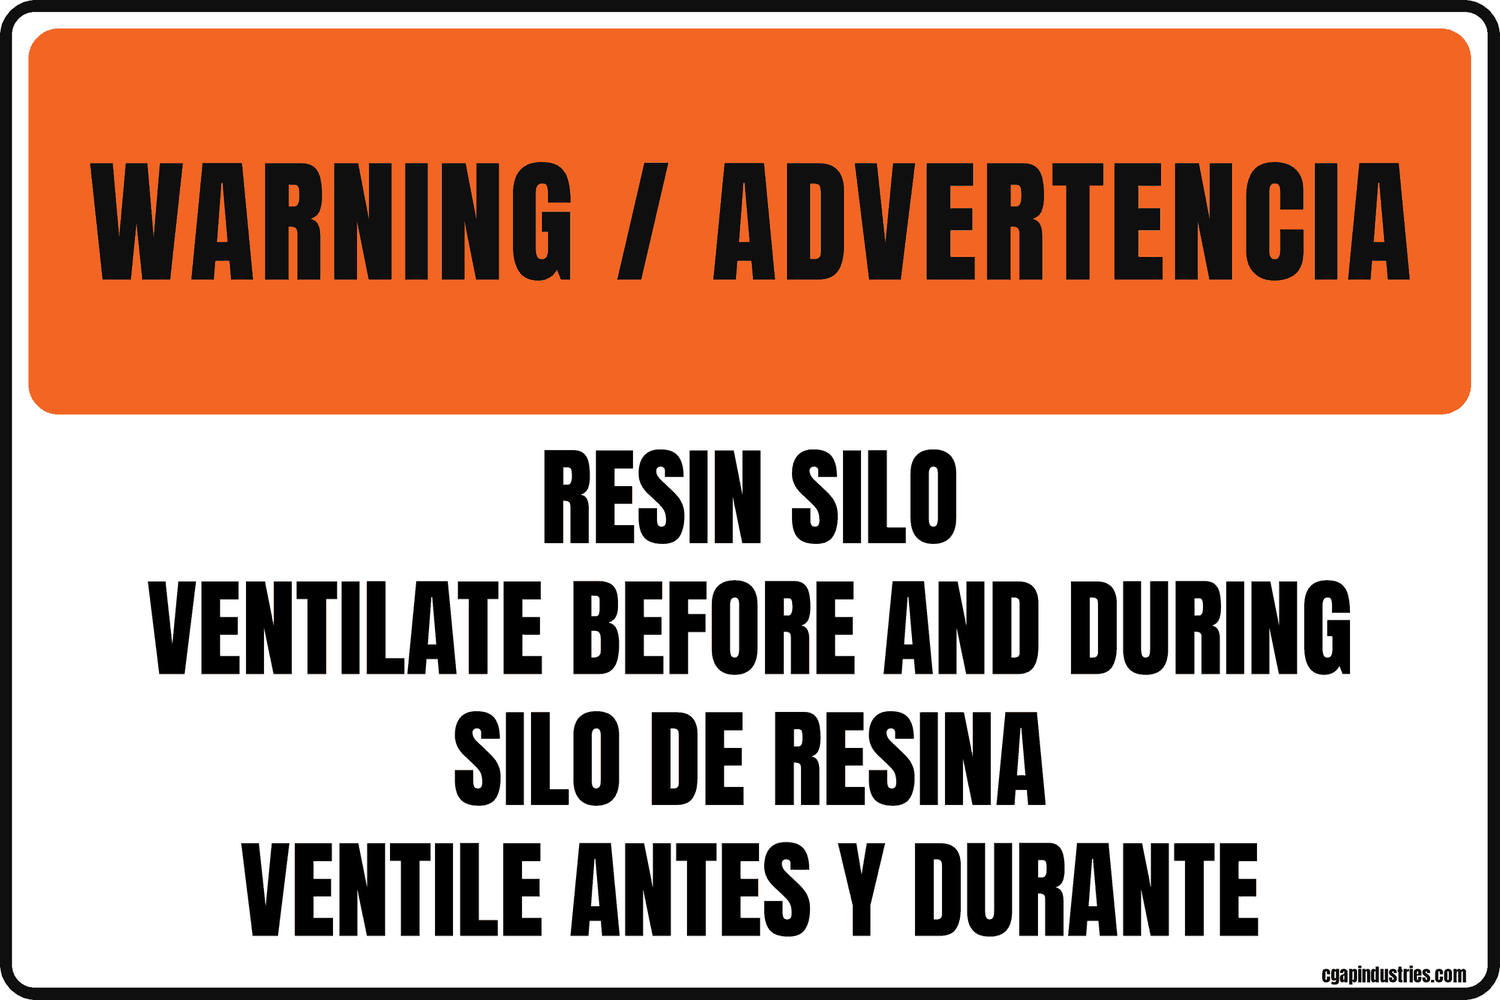 WARNING / ADVERTENCIA
RESIN SILO
VENTILATE BEFORE AND DURING
SILO DE RESINA
VENTILE ANTES Y DURANTE
cgapindustries.com